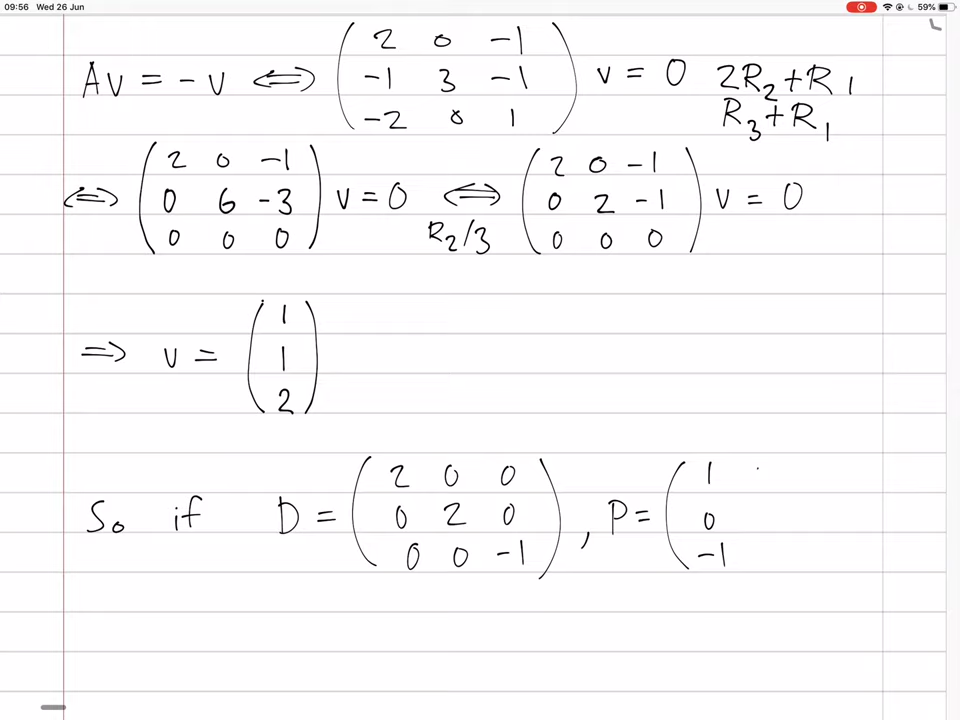 09:56 Wed 26 Jun 59%
Av = -v ⟺ ( 2 0 -1 ; -1 3 -1 ; -2 0 1 ) v = 0 2R₂+R₁ R₃+R₁
⟺ ( 2 0 -1 ; 0 6 -3 ; 0 0 0 ) v = 0 ⟺ R₂/3 ( 2 0 -1 ; 0 2 -1 ; 0 0 0 ) v = 0
⟹ v = ( 1 ; 1 ; 2 )
So if D = ( 2 0 0 ; 0 2 0 ; 0 0 -1 ), P = ( 1 ; 0 ; -1